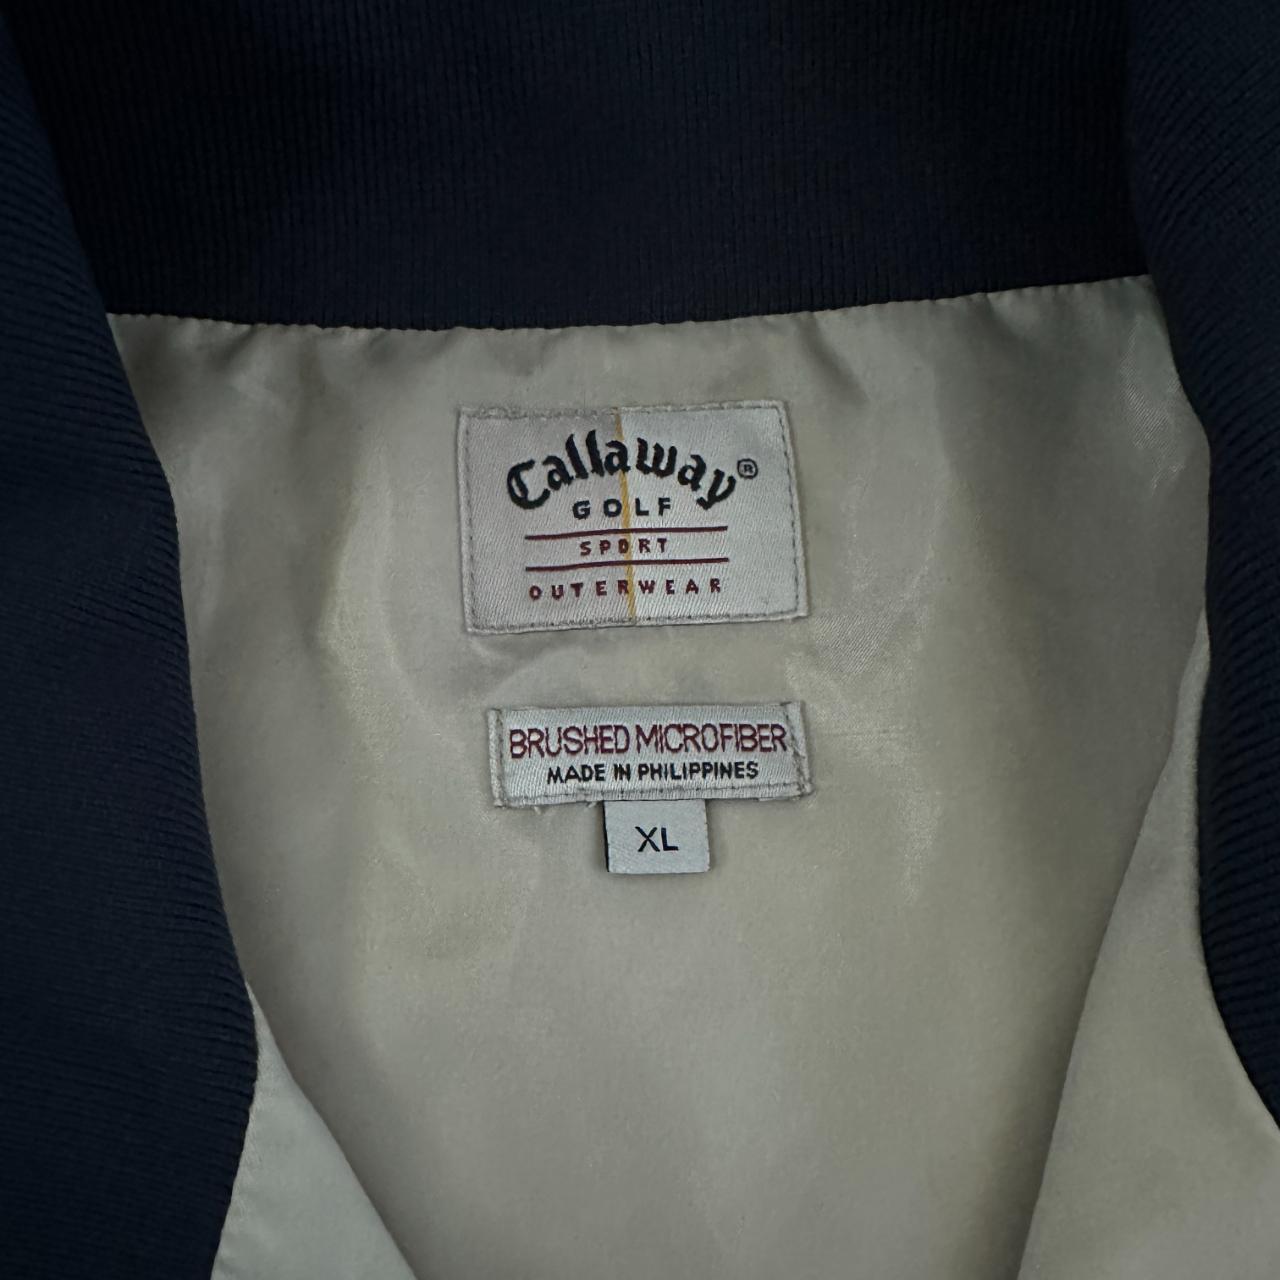 Callaway®
GOLF
SPORT
OUTERWEAR
BRUSHED MICROFIBER
MADE IN PHILIPPINES
XL